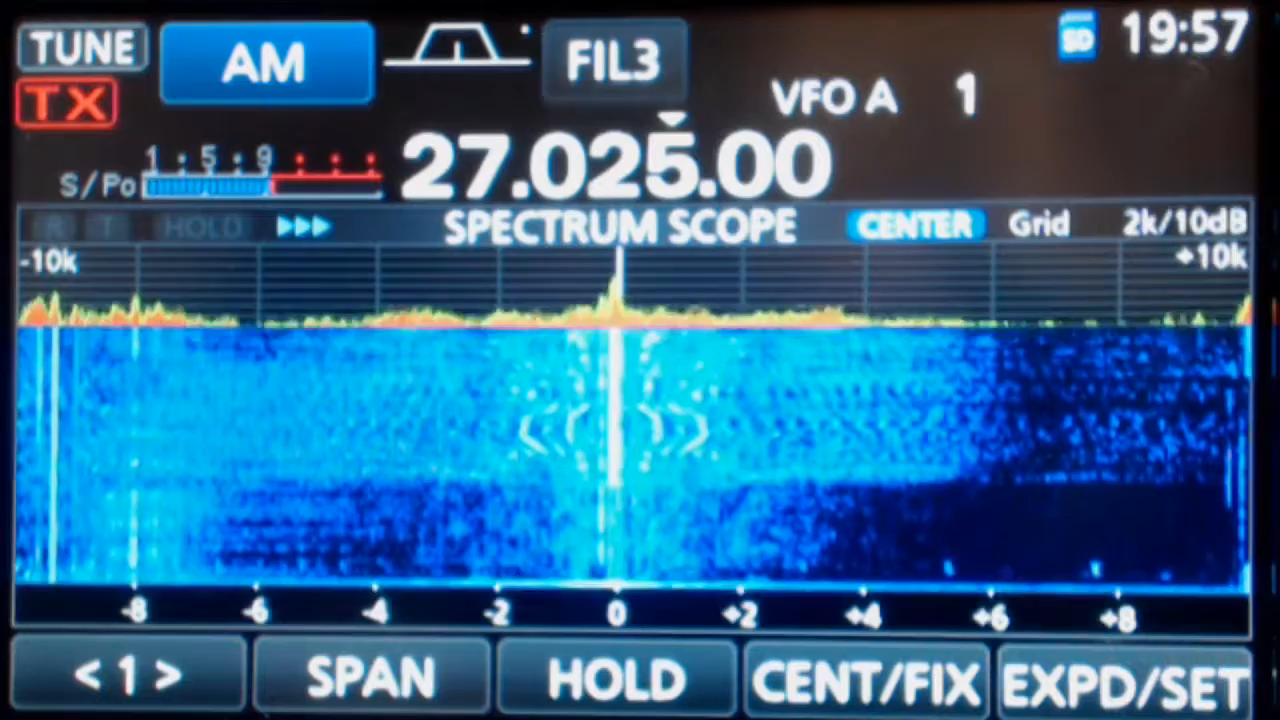 TUNE AM FIL3 SD 19:57
TX VFO A 1
1 5 9
S/Po 27.025.00
R T HOLD SPECTRUM SCOPE CENTER Grid 2k/10dB
-10k +10k
-8 -6 -4 -2 0 +2 +4 +6 +8
< 1 > SPAN HOLD CENT/FIX EXPD/SET